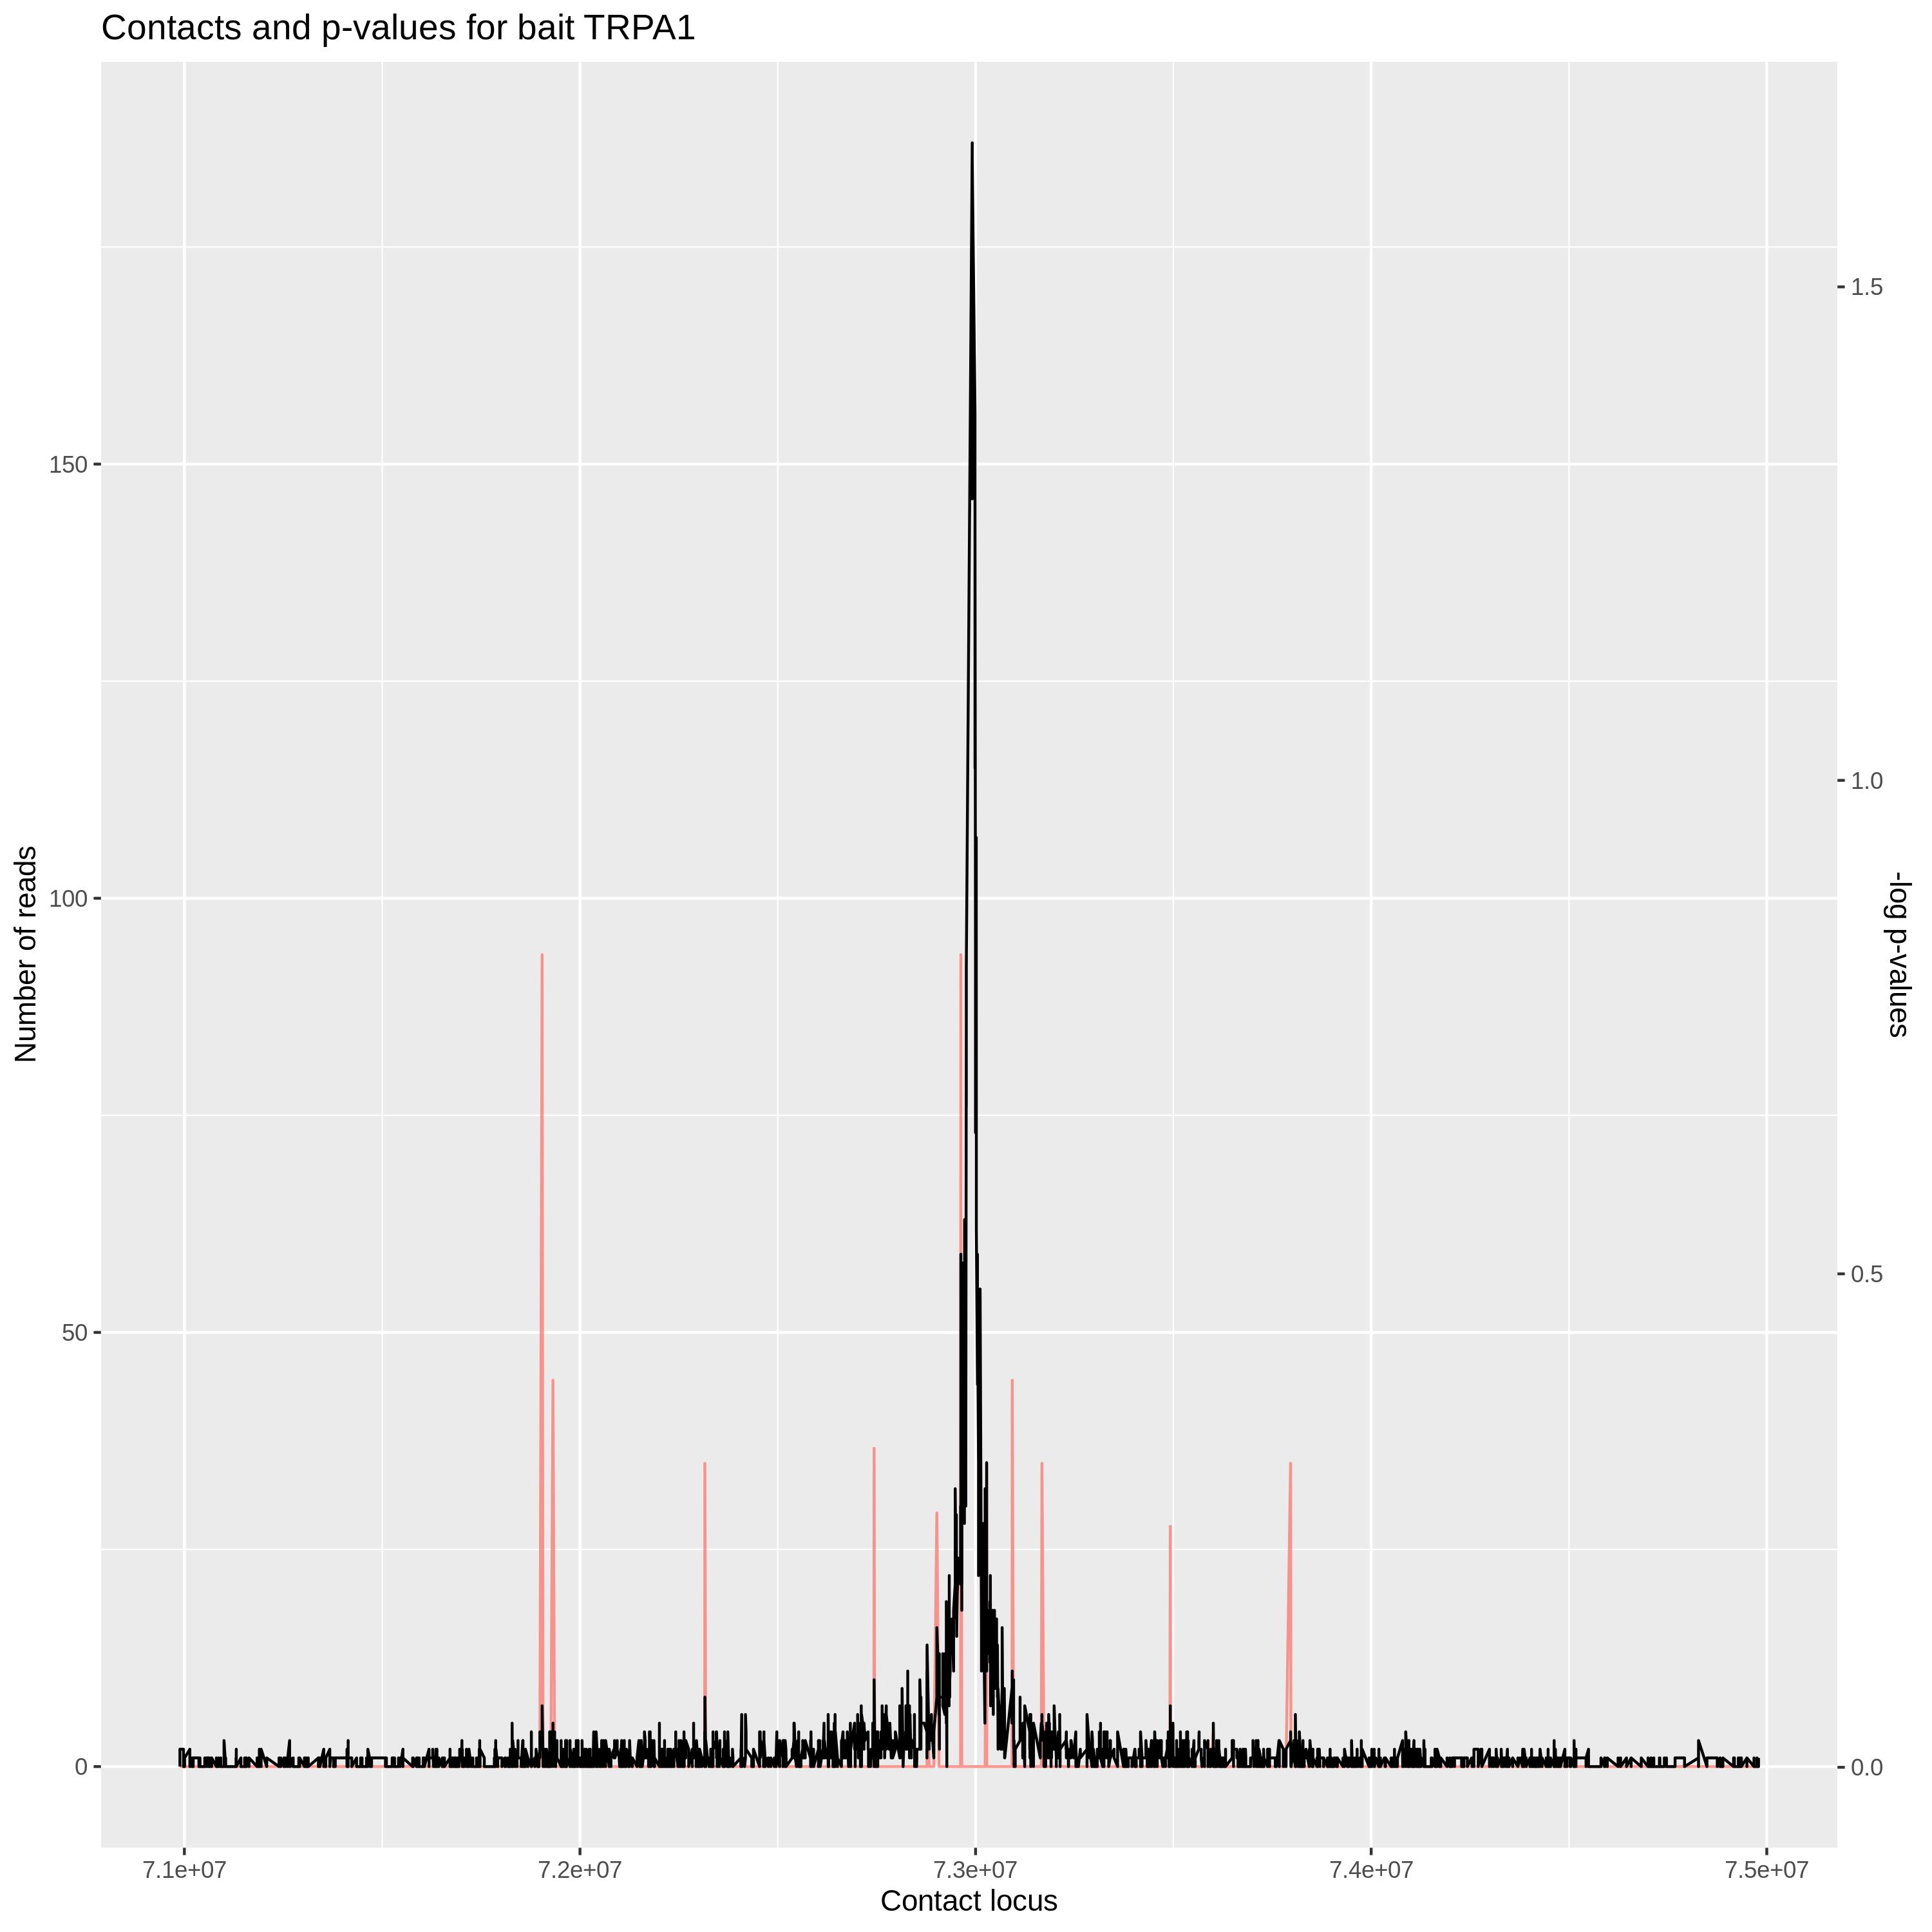 Contacts and p-values for bait TRPA1
Number of reads
150
100
50
0
1.5
1.0
0.5
0.0
-log p-values
7.1e+07
7.2e+07
7.3e+07
7.4e+07
7.5e+07
Contact locus